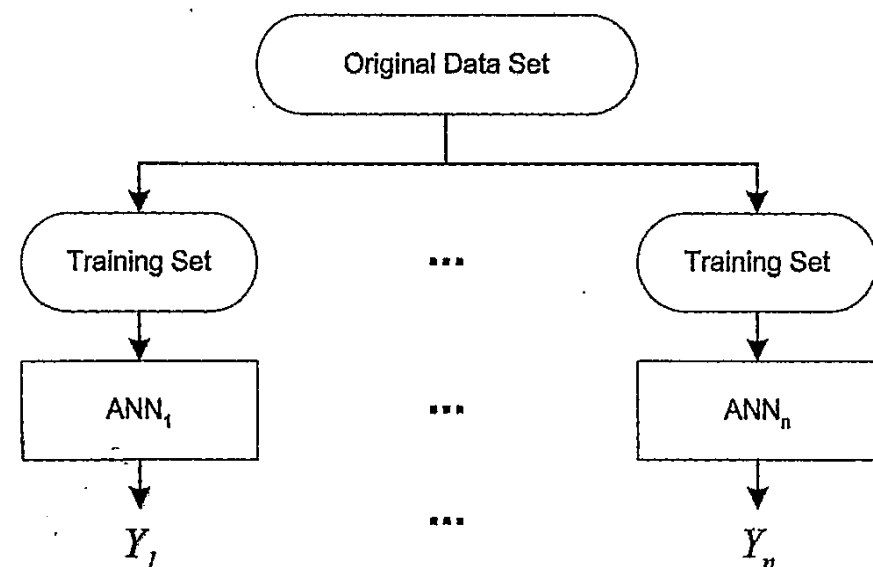 Original Data Set
Training Set ... Training Set
ANN₁ ... ANNₙ
... 
Y₁ Yₙ